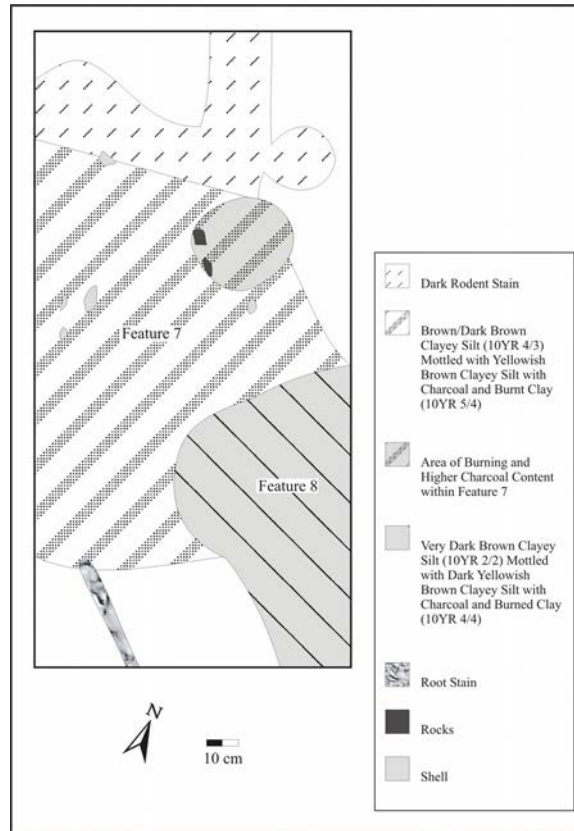 Feature 7
Feature 8
N
10 cm
Dark Rodent Stain
Brown/Dark Brown
Clayey Silt (10YR 4/3)
Mottled with Yellowish
Brown Clayey Silt with
Charcoal and Burnt Clay
(10YR 5/4)
Area of Burning and
Higher Charcoal Content
within Feature 7
Very Dark Brown Clayey
Silt (10YR 2/2) Mottled
with Dark Yellowish
Brown Clayey Silt with
Charcoal and Burned Clay
(10YR 4/4)
Root Stain
Rocks
Shell